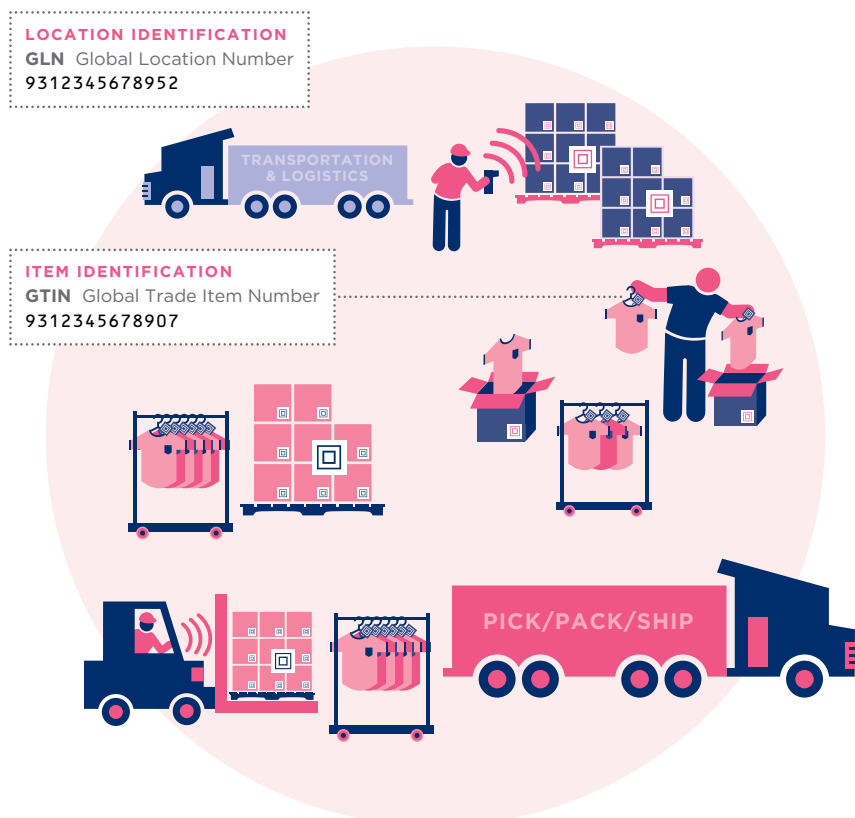 LOCATION IDENTIFICATION
GLN Global Location Number
9312345678952
TRANSPORTATION
& LOGISTICS
ITEM IDENTIFICATION
GTIN Global Trade Item Number
9312345678907
PICK/PACK/SHIP